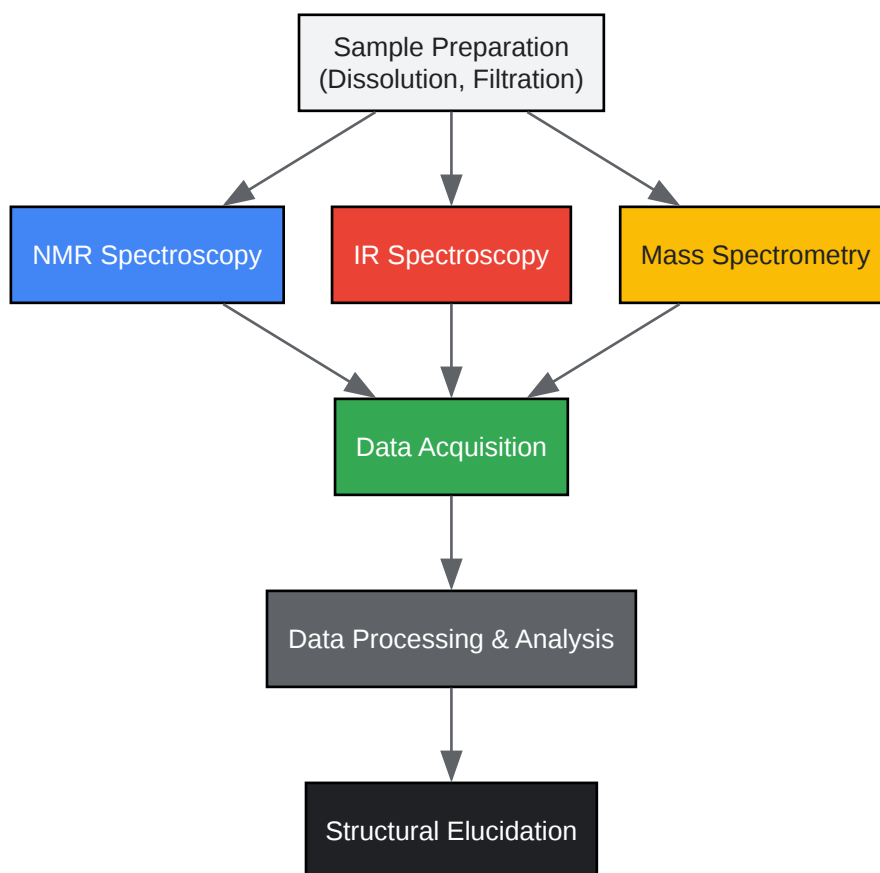 Sample Preparation
(Dissolution, Filtration)
NMR Spectroscopy
IR Spectroscopy
Mass Spectrometry
Data Acquisition
Data Processing & Analysis
Structural Elucidation